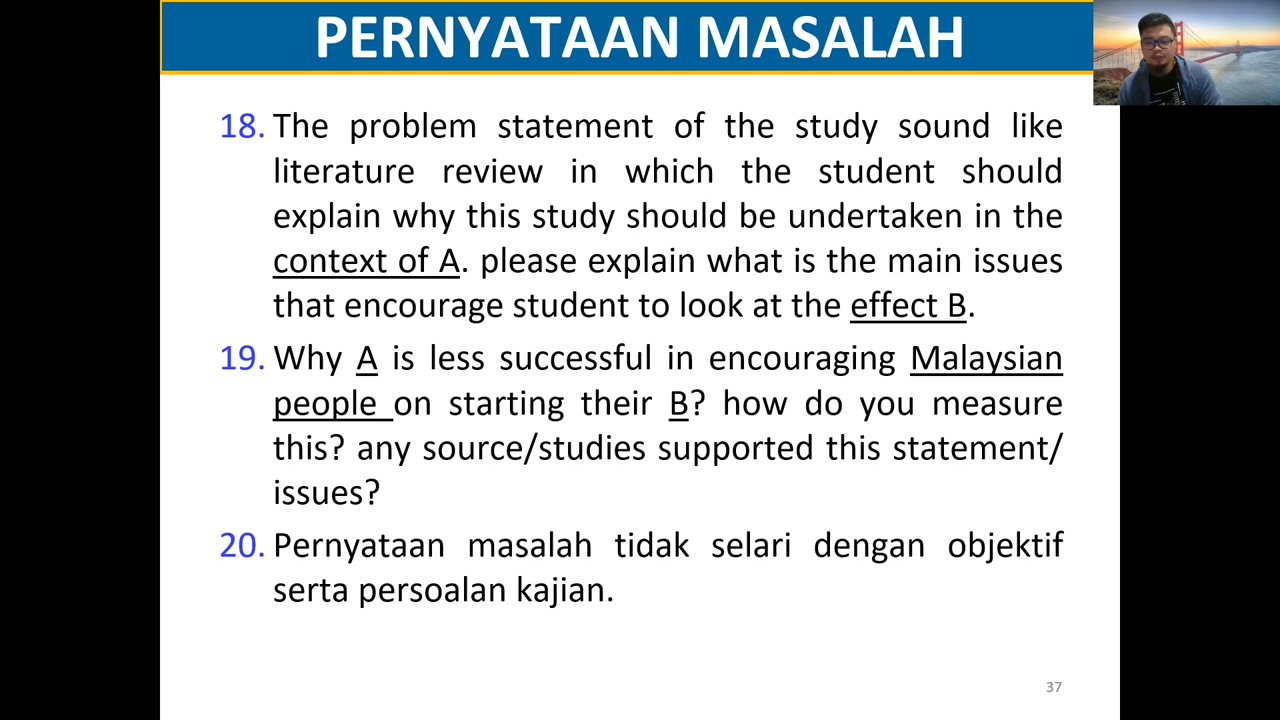 PERNYATAAN MASALAH
18. The problem statement of the study sound like
literature review in which the student should
explain why this study should be undertaken in the
context of A. please explain what is the main issues
that encourage student to look at the effect B.
19. Why A is less successful in encouraging Malaysian
people on starting their B? how do you measure
this? any source/studies supported this statement/
issues?
20. Pernyataan masalah tidak selari dengan objektif
serta persoalan kajian.
37